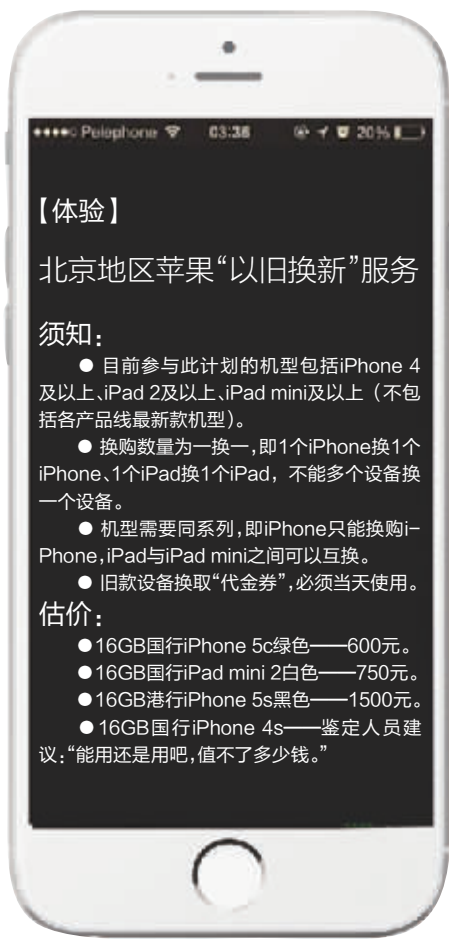 Pelephone 03:36 20%
【体验】
北京地区苹果“以旧换新”服务
须知：
● 目前参与此计划的机型包括iPhone 4
及以上、iPad 2及以上、iPad mini及以上（不包
括各产品线最新款机型）。
● 换购数量为一换一，即1个iPhone换1个
iPhone、1个iPad换1个iPad，不能多个设备换
一个设备。
● 机型需要同系列，即iPhone只能换购i-
Phone，iPad与iPad mini之间可以互换。
● 旧款设备换取“代金券”，必须当天使用。
估价：
●16GB国行iPhone 5c绿色——600元。
●16GB国行iPad mini 2白色——750元。
●16GB港行iPhone 5s黑色——1500元。
●16GB国行iPhone 4s——鉴定人员建
议：“能用还是用吧，值不了多少钱。”